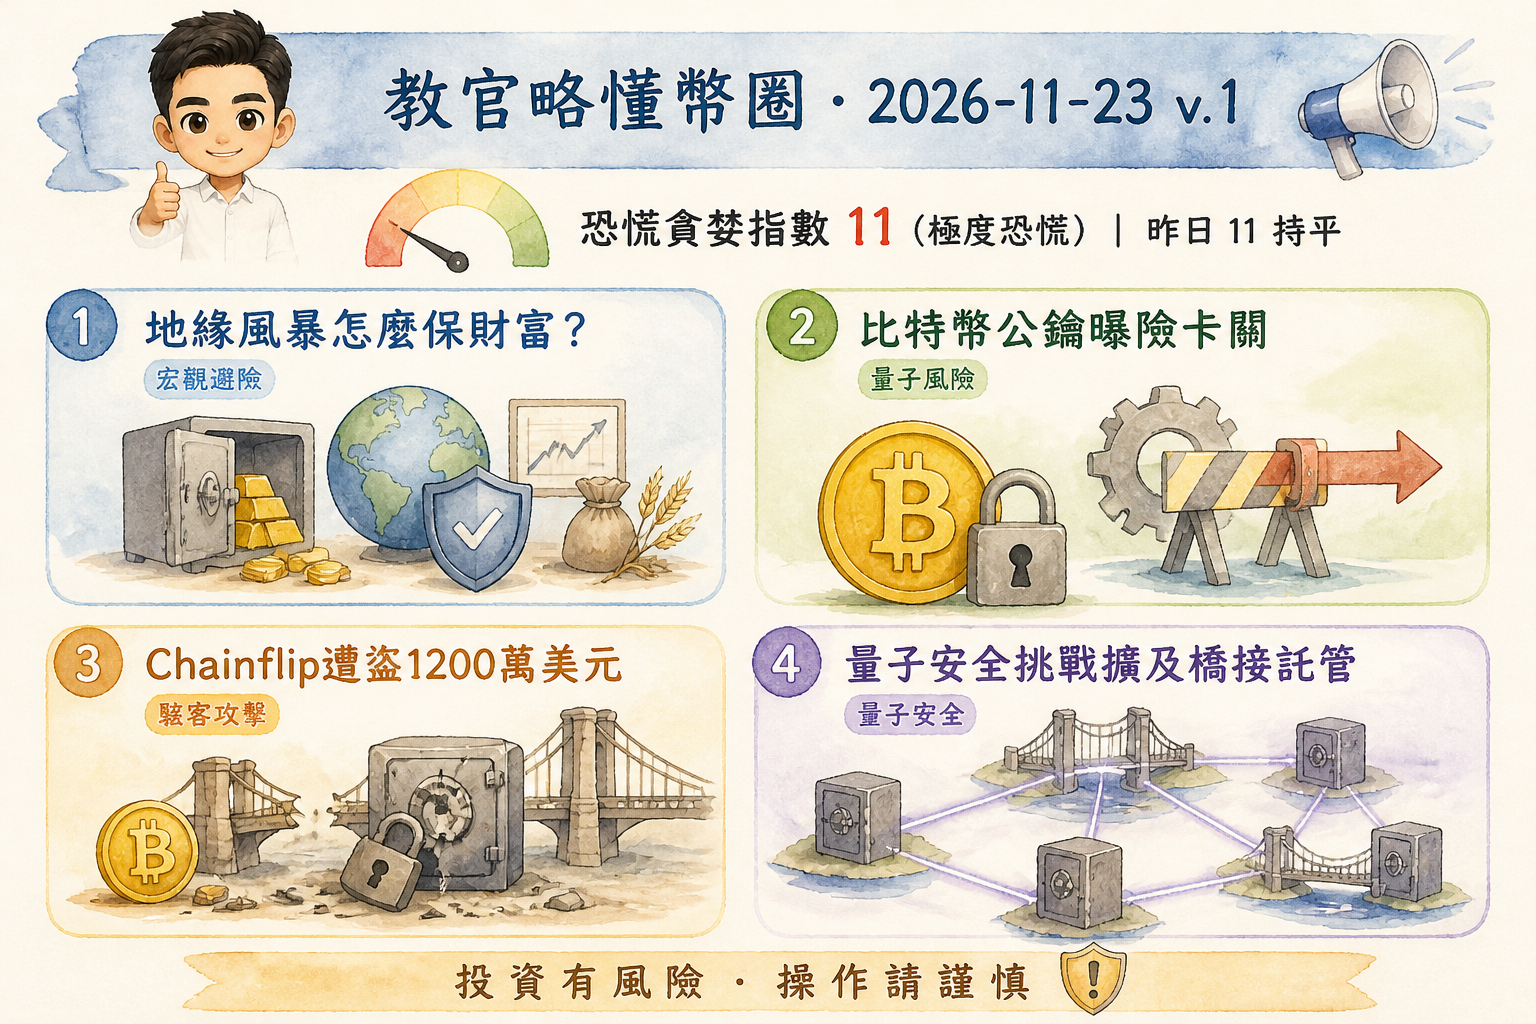 教官略懂幣圈·2026-11-23 v.1
恐慌貪婪指數 11 (極度恐慌) | 昨日 11 持平
1 地緣風暴怎麼保財富？
宏觀避險
2 比特幣公鑰曝險卡關
量子風險
3 Chainflip遭盜1200萬美元
駭客攻擊
4 量子安全挑戰擴及橋接託管
量子安全
投資有風險·操作請謹慎